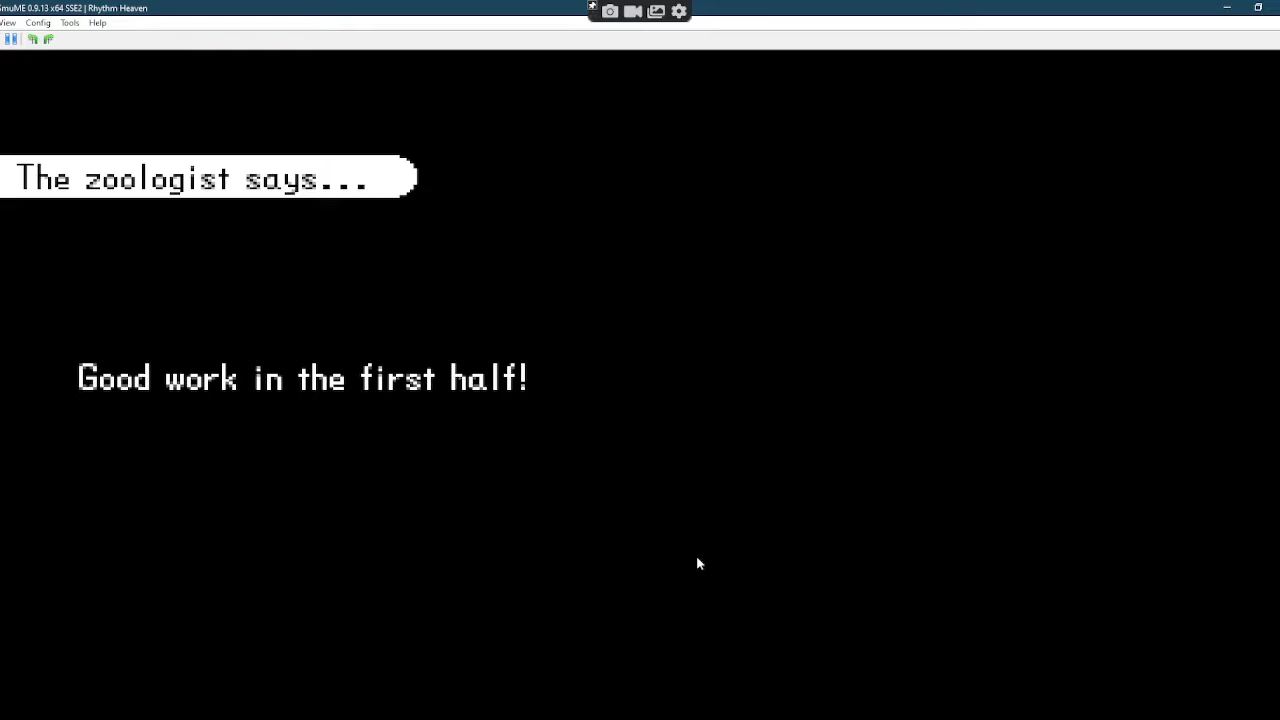 SmuME 0.9.13 x64 SSE2 | Rhythm Heaven
View Config Tools Help
The zoologist says...
Good work in the first half!